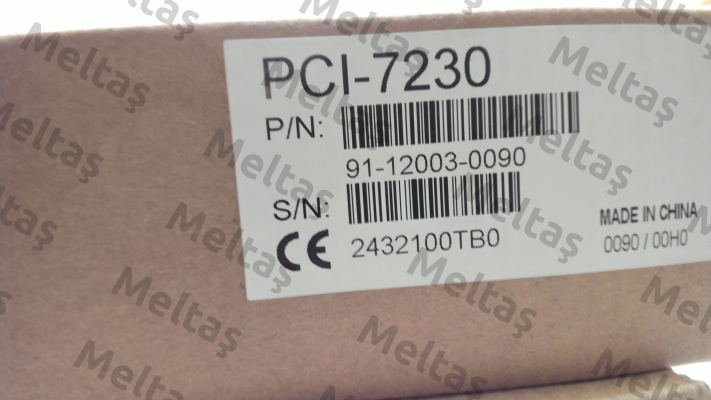 PCI-7230
P/N:
91-12003-0090
S/N:
CE 2432100TB0
MADE IN CHINA
0090 / 00H0
Meltaş